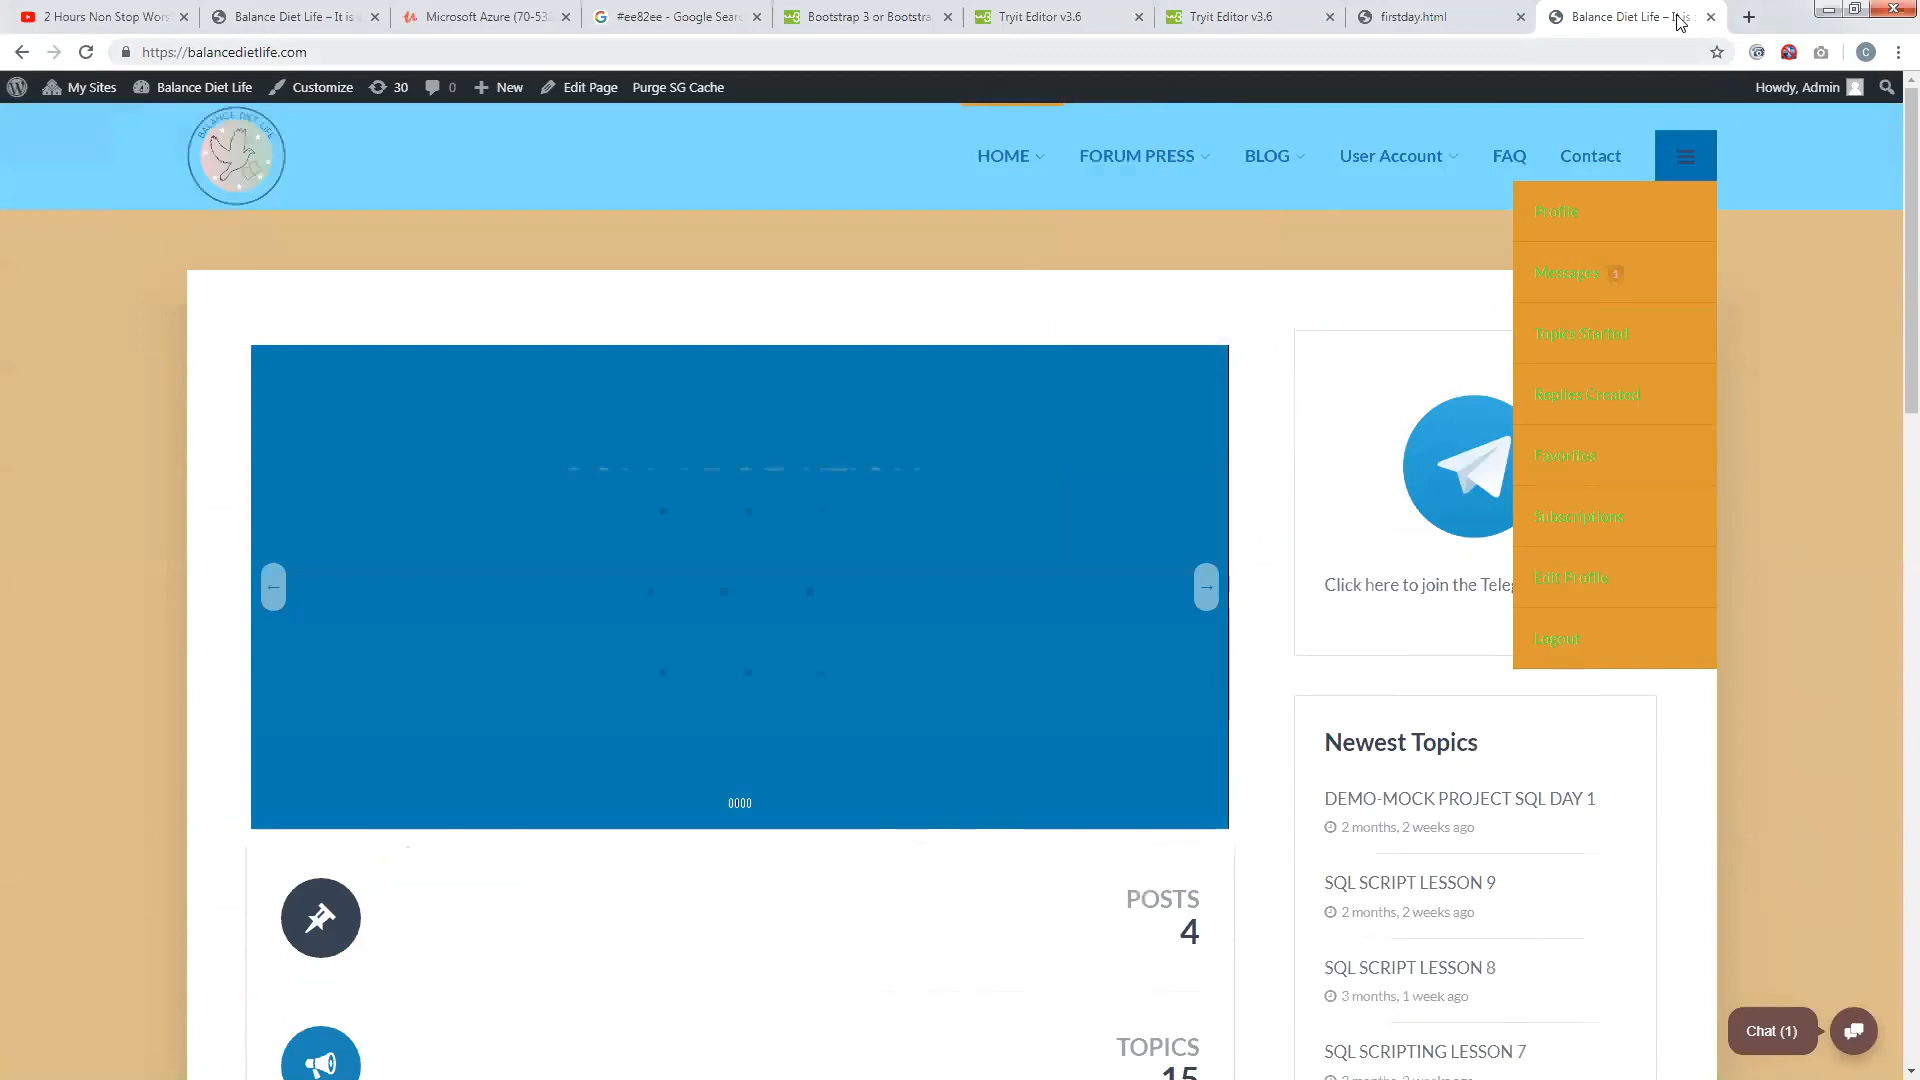 2 Hours Non Stop Wors
Balance Diet Life – It is
Microsoft Azure (70-53
#ee82ee - Google Sear
Bootstrap 3 or Bootstra
Tryit Editor v3.6
Tryit Editor v3.6
firstday.html
Balance Diet Life – It is
https://balancedietlife.com
C
My Sites
Balance Diet Life
Customize
30
0
New
Edit Page
Purge SG Cache
Howdy, Admin
BALANCE DIET LIFE
HOME
FORUM PRESS
BLOG
User Account
FAQ
Contact
Profile
Messages 1
Topics Started
Replies Created
Favorites
Subscriptions
Edit Profile
Logout
Click here to join the Tele
Newest Topics
DEMO-MOCK PROJECT SQL DAY 1
2 months, 2 weeks ago
SQL SCRIPT LESSON 9
2 months, 2 weeks ago
SQL SCRIPT LESSON 8
3 months, 1 week ago
SQL SCRIPTING LESSON 7
POSTS
4
TOPICS
15
Chat (1)